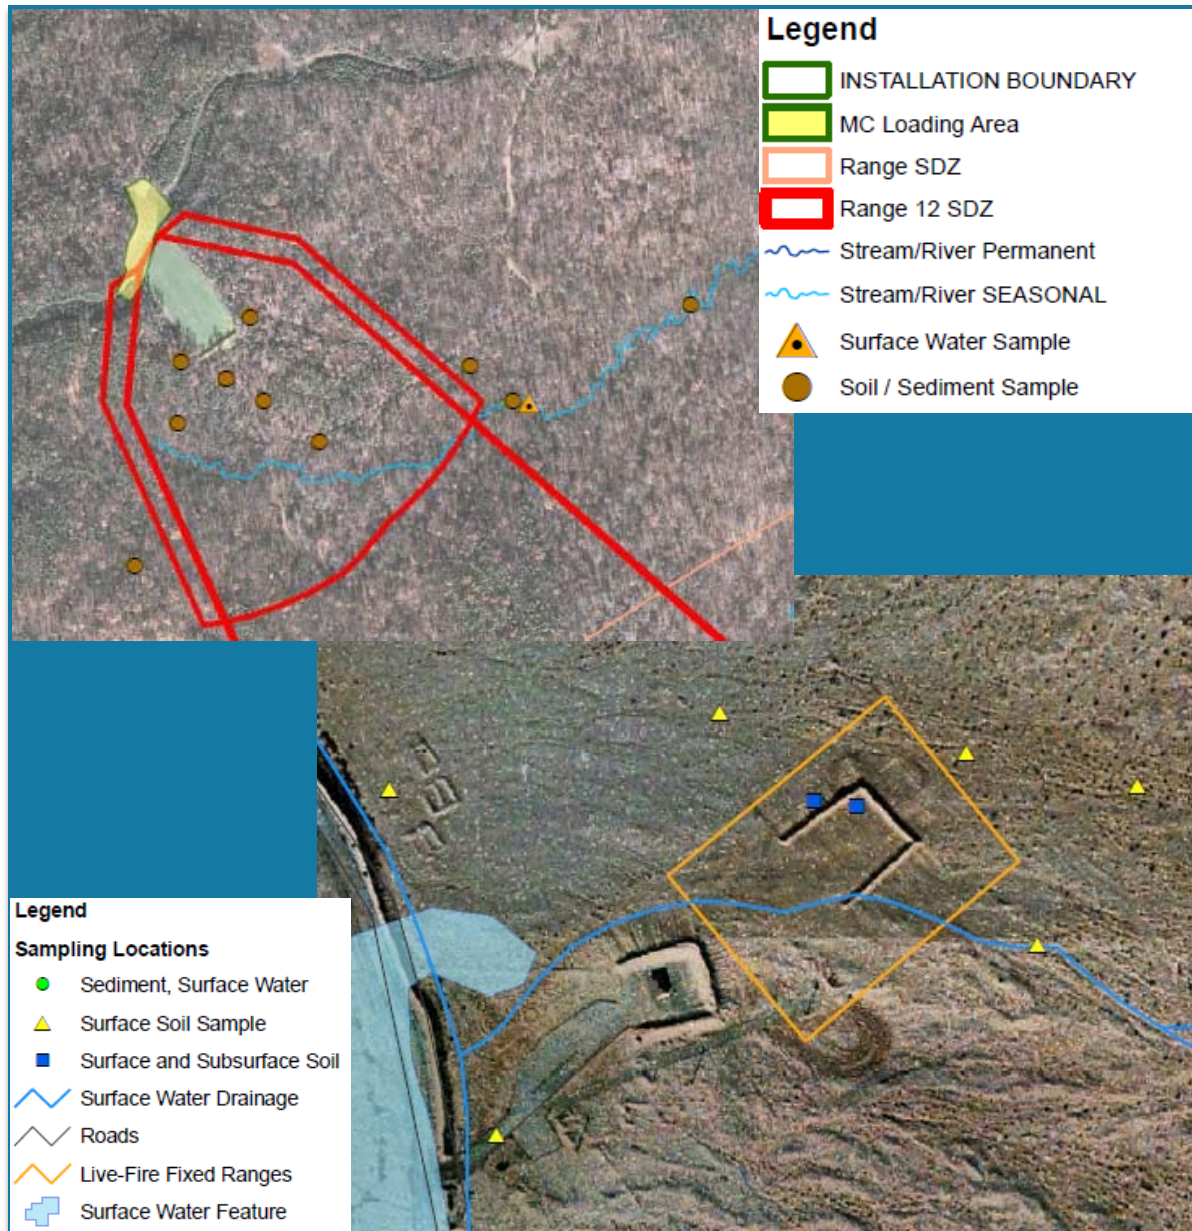 Legend
INSTALLATION BOUNDARY
MC Loading Area
Range SDZ
Range 12 SDZ
Stream/River Permanent
Stream/River SEASONAL
Surface Water Sample
Soil / Sediment Sample
Legend
Sampling Locations
Sediment, Surface Water
Surface Soil Sample
Surface and Subsurface Soil
Surface Water Drainage
Roads
Live-Fire Fixed Ranges
Surface Water Feature